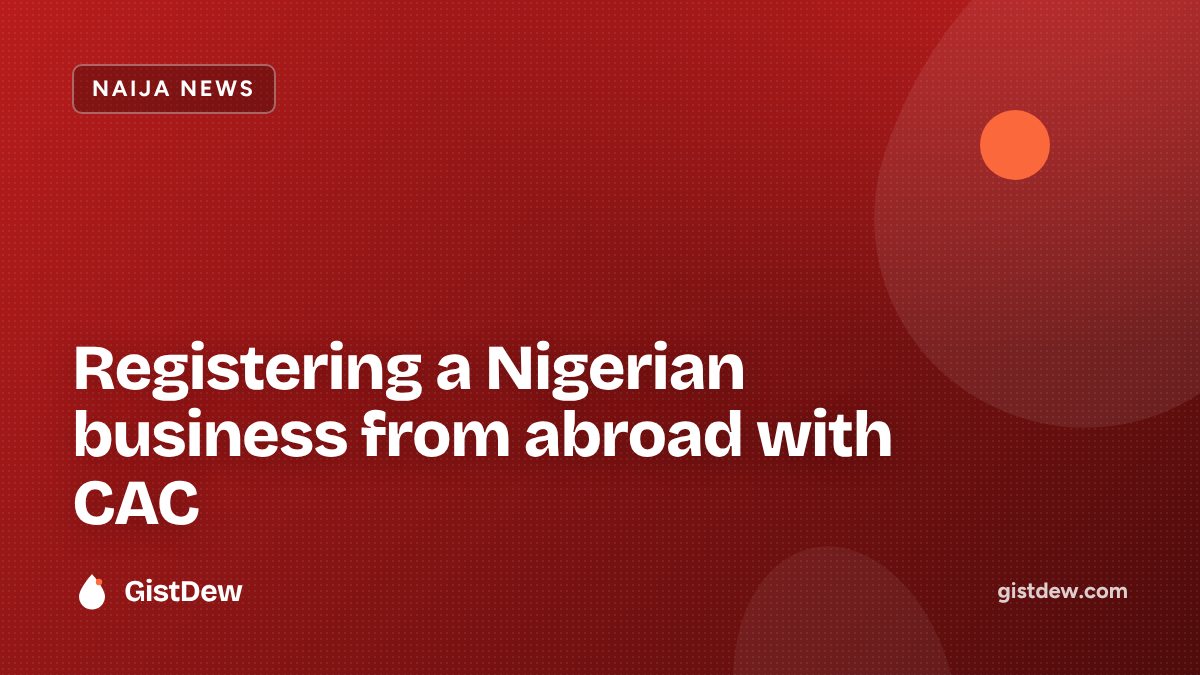 NAIJA NEWS
Registering a Nigerian
business from abroad with
CAC
GistDew
gistdew.com